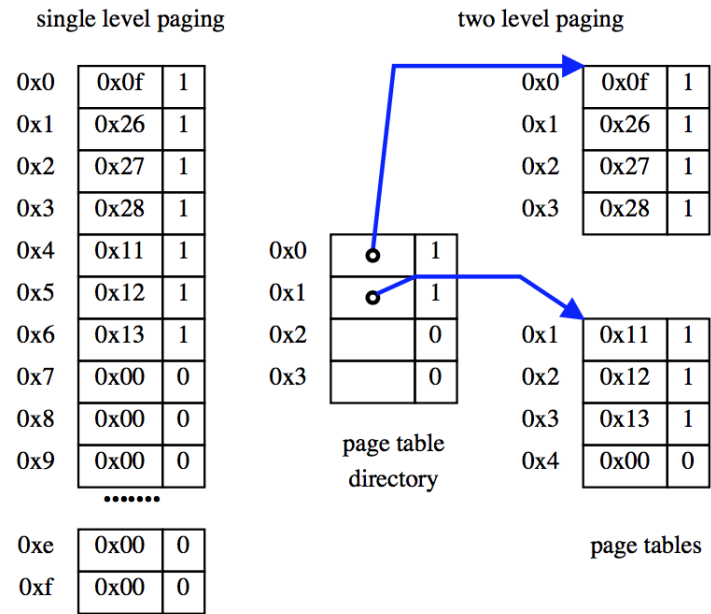 single level paging
0x0 0x0f 1
0x1 0x26 1
0x2 0x27 1
0x3 0x28 1
0x4 0x11 1
0x5 0x12 1
0x6 0x13 1
0x7 0x00 0
0x8 0x00 0
0x9 0x00 0
.......
0xe 0x00 0
0xf 0x00 0
two level paging
0x0 1
0x1 1
0x2 0
0x3 0
page table
directory
0x0 0x0f 1
0x1 0x26 1
0x2 0x27 1
0x3 0x28 1
0x1 0x11 1
0x2 0x12 1
0x3 0x13 1
0x4 0x00 0
page tables